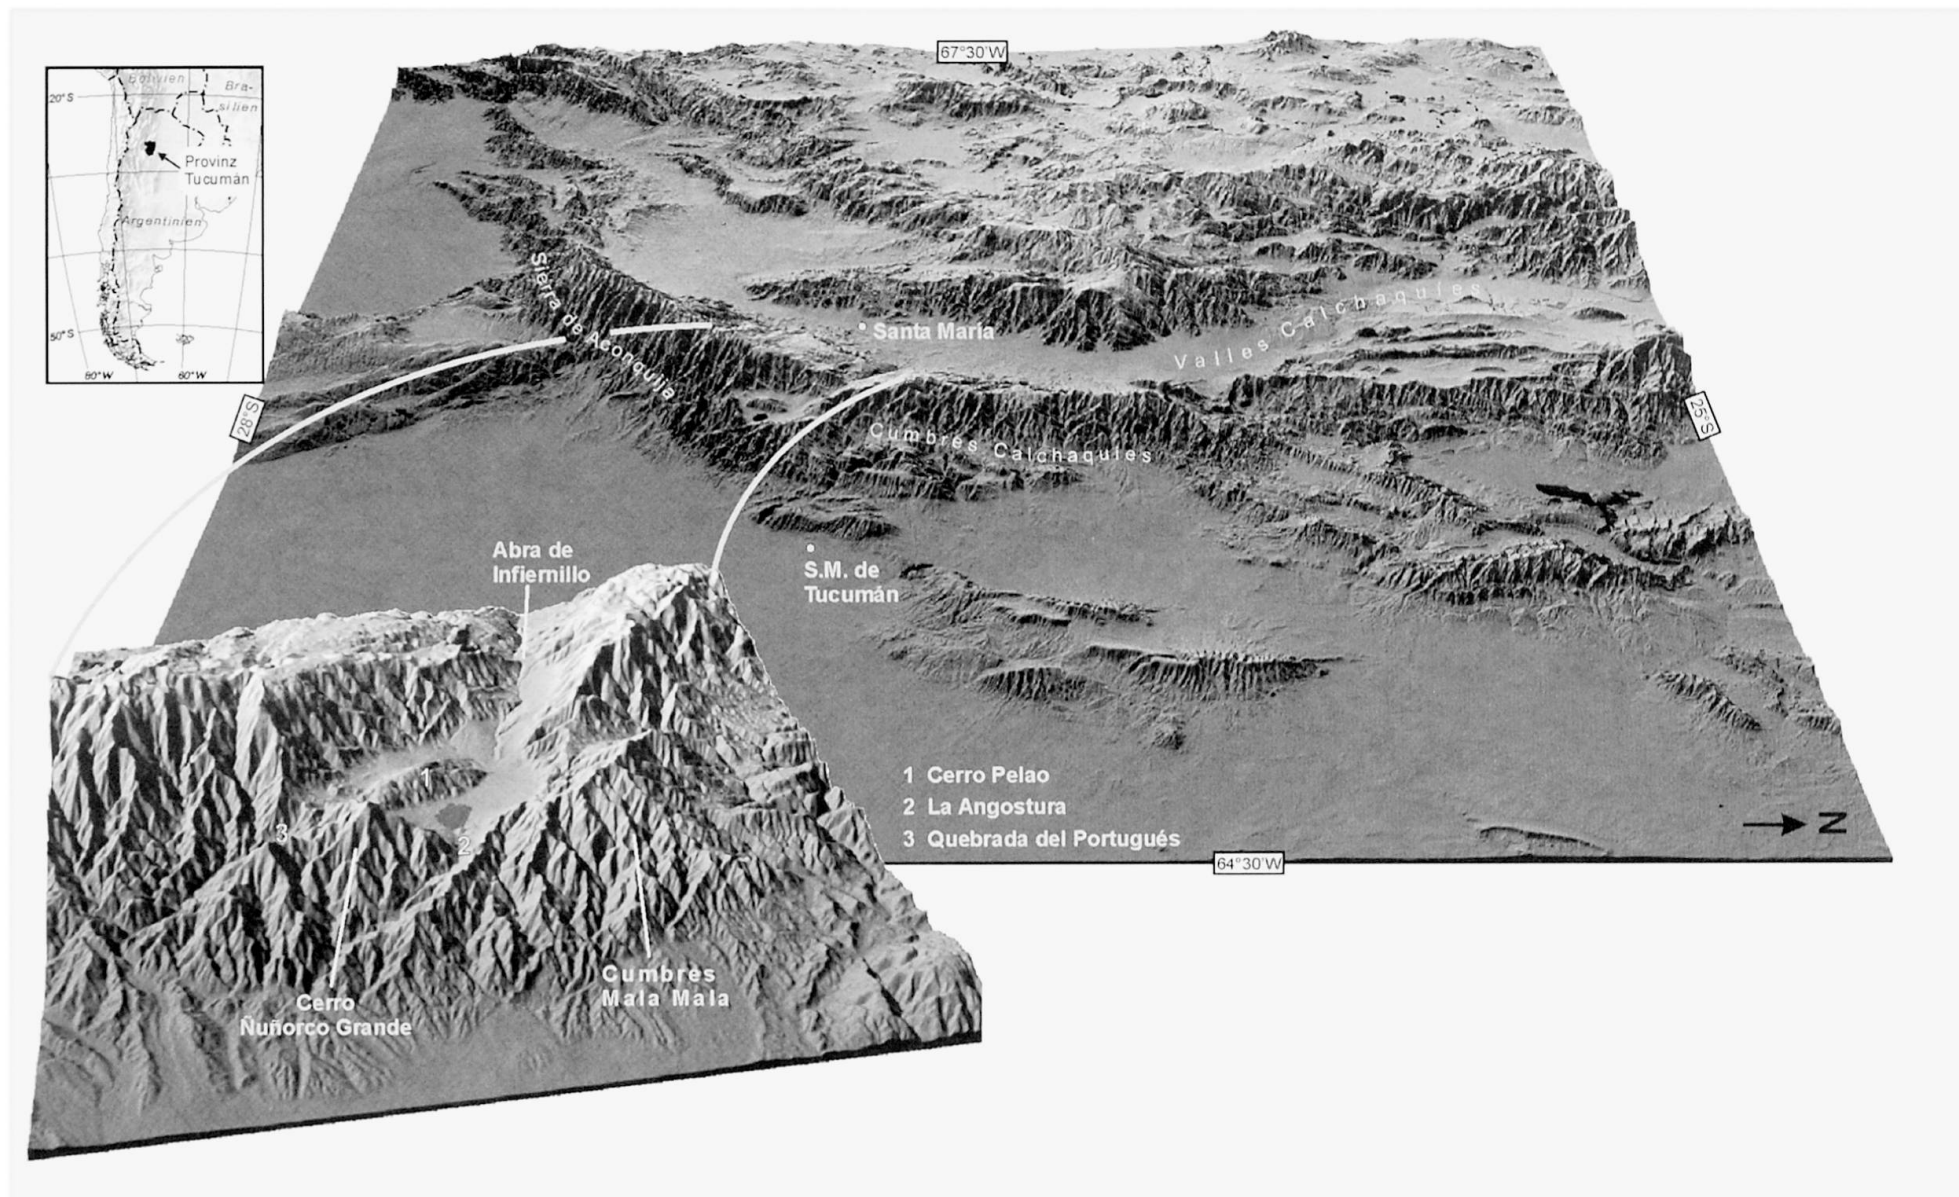 67°30'W
Bolivien
20°S
Bra-
silien
Provinz
Tucumán
Argentinien
50°S
80°W
60°W
Sierra de Aconquija
Santa María
Valles Calchaquíes
28°S
25°S
Cumbres Calchaquíes
Abra de
Infiernillo
S.M. de
Tucumán
1
2
3
1 Cerro Pelao
2 La Angostura
3 Quebrada del Portugués
N
64°30'W
Cumbres
Mala Mala
Cerro
Ñuñorco Grande